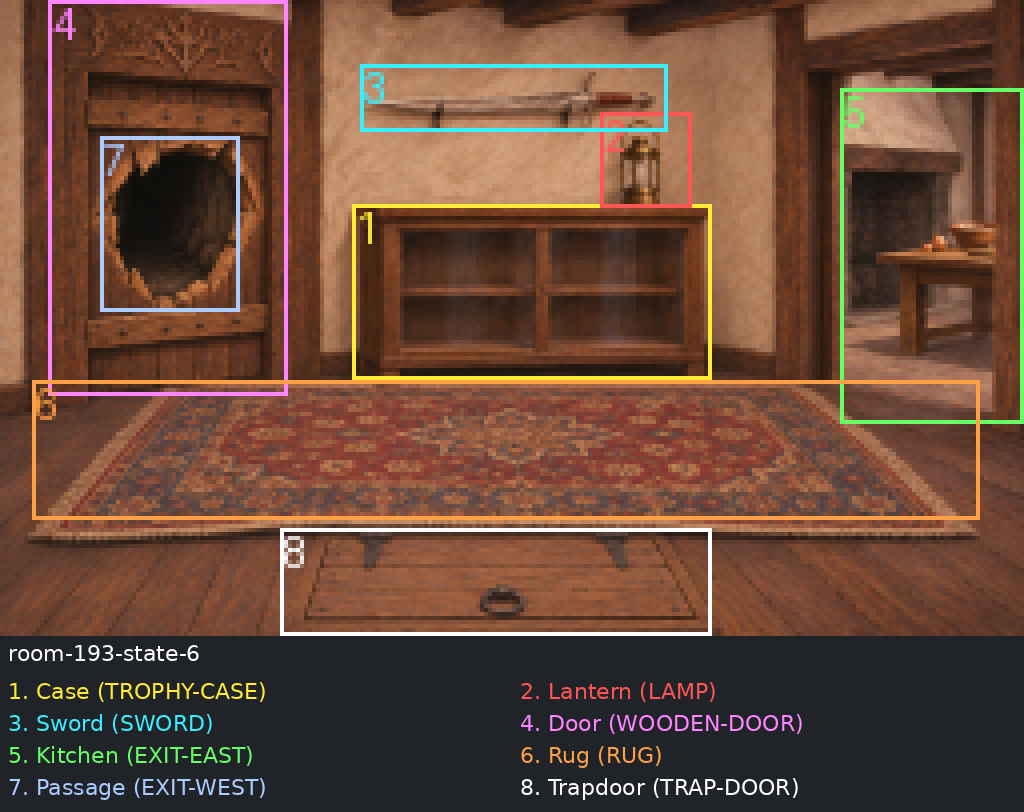 4
3
2
5
7
1
6
8
room-193-state-6
1. Case (TROPHY-CASE)
2. Lantern (LAMP)
3. Sword (SWORD)
4. Door (WOODEN-DOOR)
5. Kitchen (EXIT-EAST)
6. Rug (RUG)
7. Passage (EXIT-WEST)
8. Trapdoor (TRAP-DOOR)